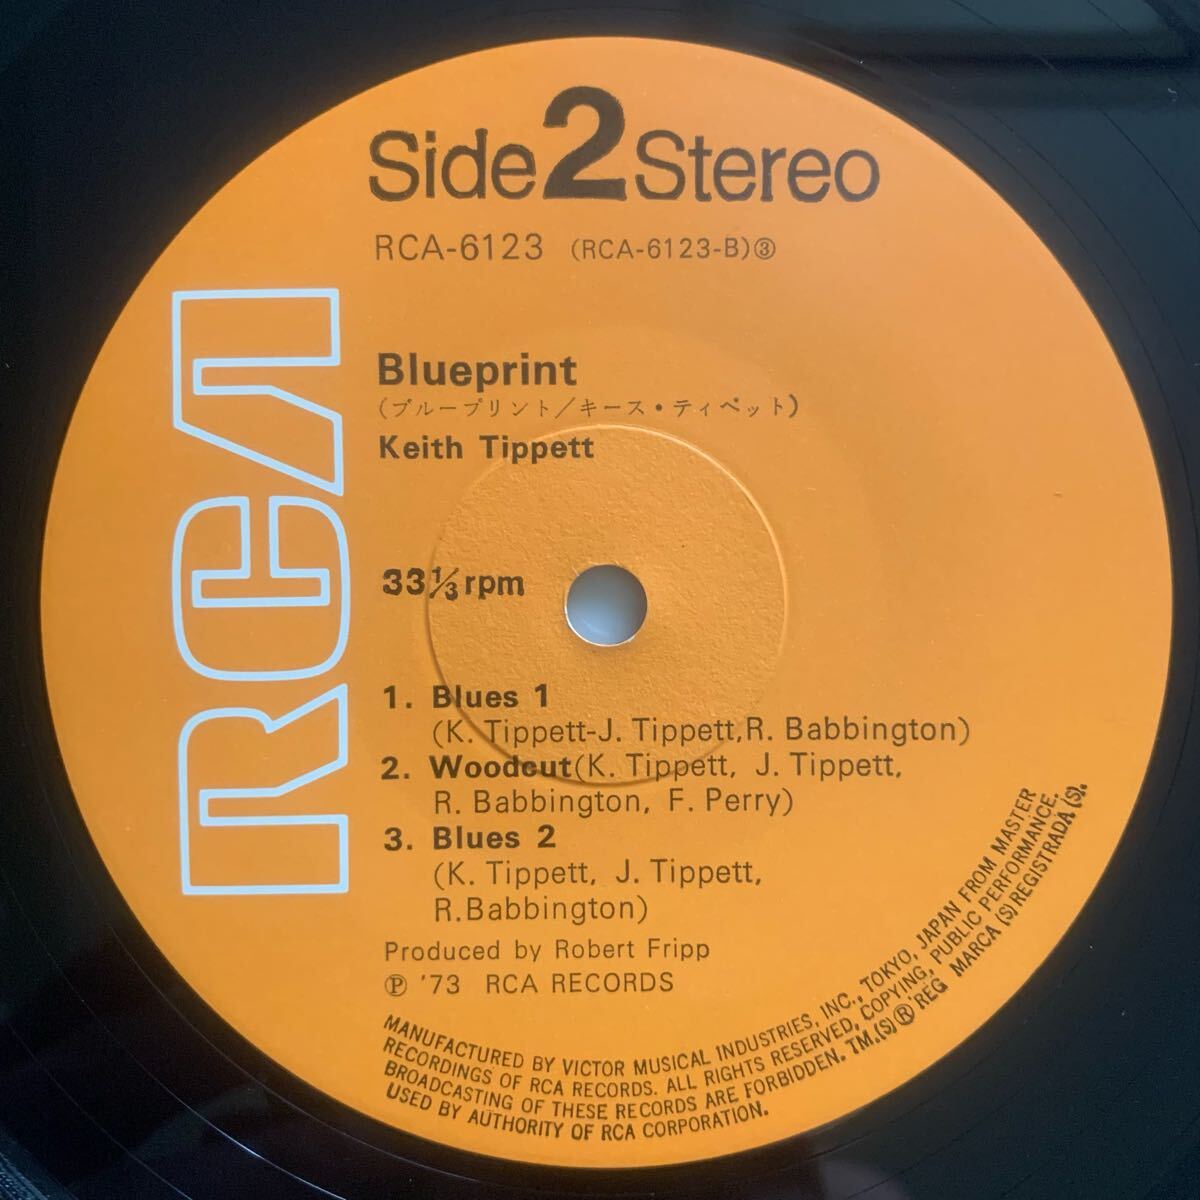 Side 2 Stereo
RCA-6123 (RCA-6123-B)③
RCA
Blueprint
(ブループリント/キース・ティペット)
Keith Tippett
33⅓ rpm
1. Blues 1
(K. Tippett-J. Tippett,R. Babbington)
2. Woodcut(K. Tippett, J. Tippett,
R. Babbington, F. Perry)
3. Blues 2
(K. Tippett, J. Tippett,
R.Babbington)
Produced by Robert Fripp
Ⓟ '73 RCA RECORDS
MANUFACTURED BY VICTOR MUSICAL INDUSTRIES, INC., TOKYO, JAPAN FROM MASTER
RECORDINGS OF RCA RECORDS. ALL RIGHTS RESERVED, COPYING, PUBLIC PERFORMANCE.
BROADCASTING OF THESE RECORDS ARE FORBIDDEN. TM.(S)® REG MARCA (S) REGISTRADA (S).
USED BY AUTHORITY OF RCA CORPORATION.